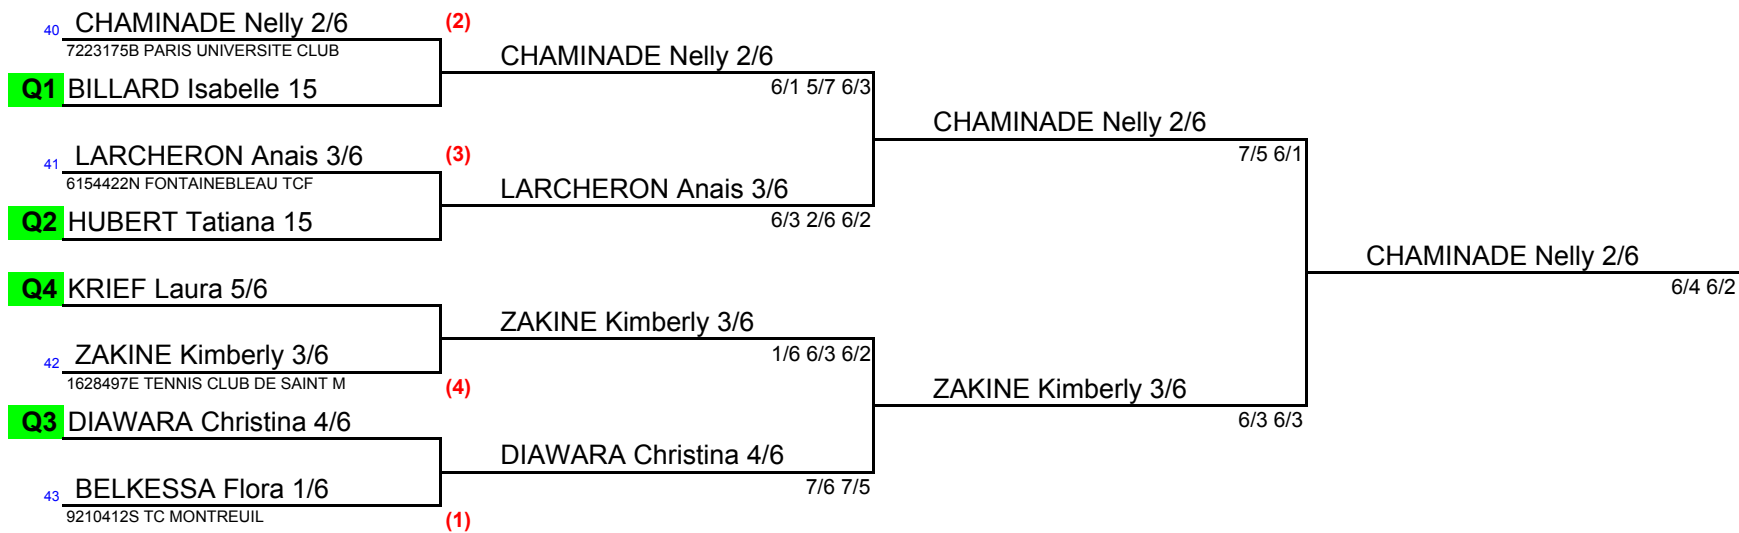 40 CHAMINADE Nelly 2/6 (2)
7223175B PARIS UNIVERSITE CLUB
CHAMINADE Nelly 2/6
Q1 BILLARD Isabelle 15
6/1 5/7 6/3
CHAMINADE Nelly 2/6
7/5 6/1
41 LARCHERON Anais 3/6 (3)
6154422N FONTAINEBLEAU TCF
LARCHERON Anais 3/6
Q2 HUBERT Tatiana 15
6/3 2/6 6/2
CHAMINADE Nelly 2/6
6/4 6/2
Q4 KRIEF Laura 5/6
ZAKINE Kimberly 3/6
1/6 6/3 6/2
42 ZAKINE Kimberly 3/6
1628497E TENNIS CLUB DE SAINT M (4)
ZAKINE Kimberly 3/6
6/3 6/3
Q3 DIAWARA Christina 4/6
DIAWARA Christina 4/6
7/6 7/5
43 BELKESSA Flora 1/6
9210412S TC MONTREUIL (1)